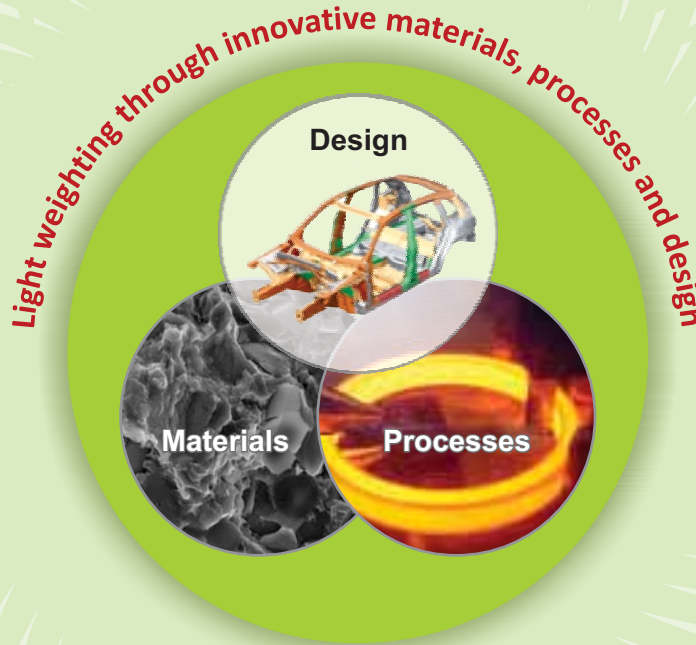 Light weighting through innovative materials, processes and design
Design
Materials
Processes